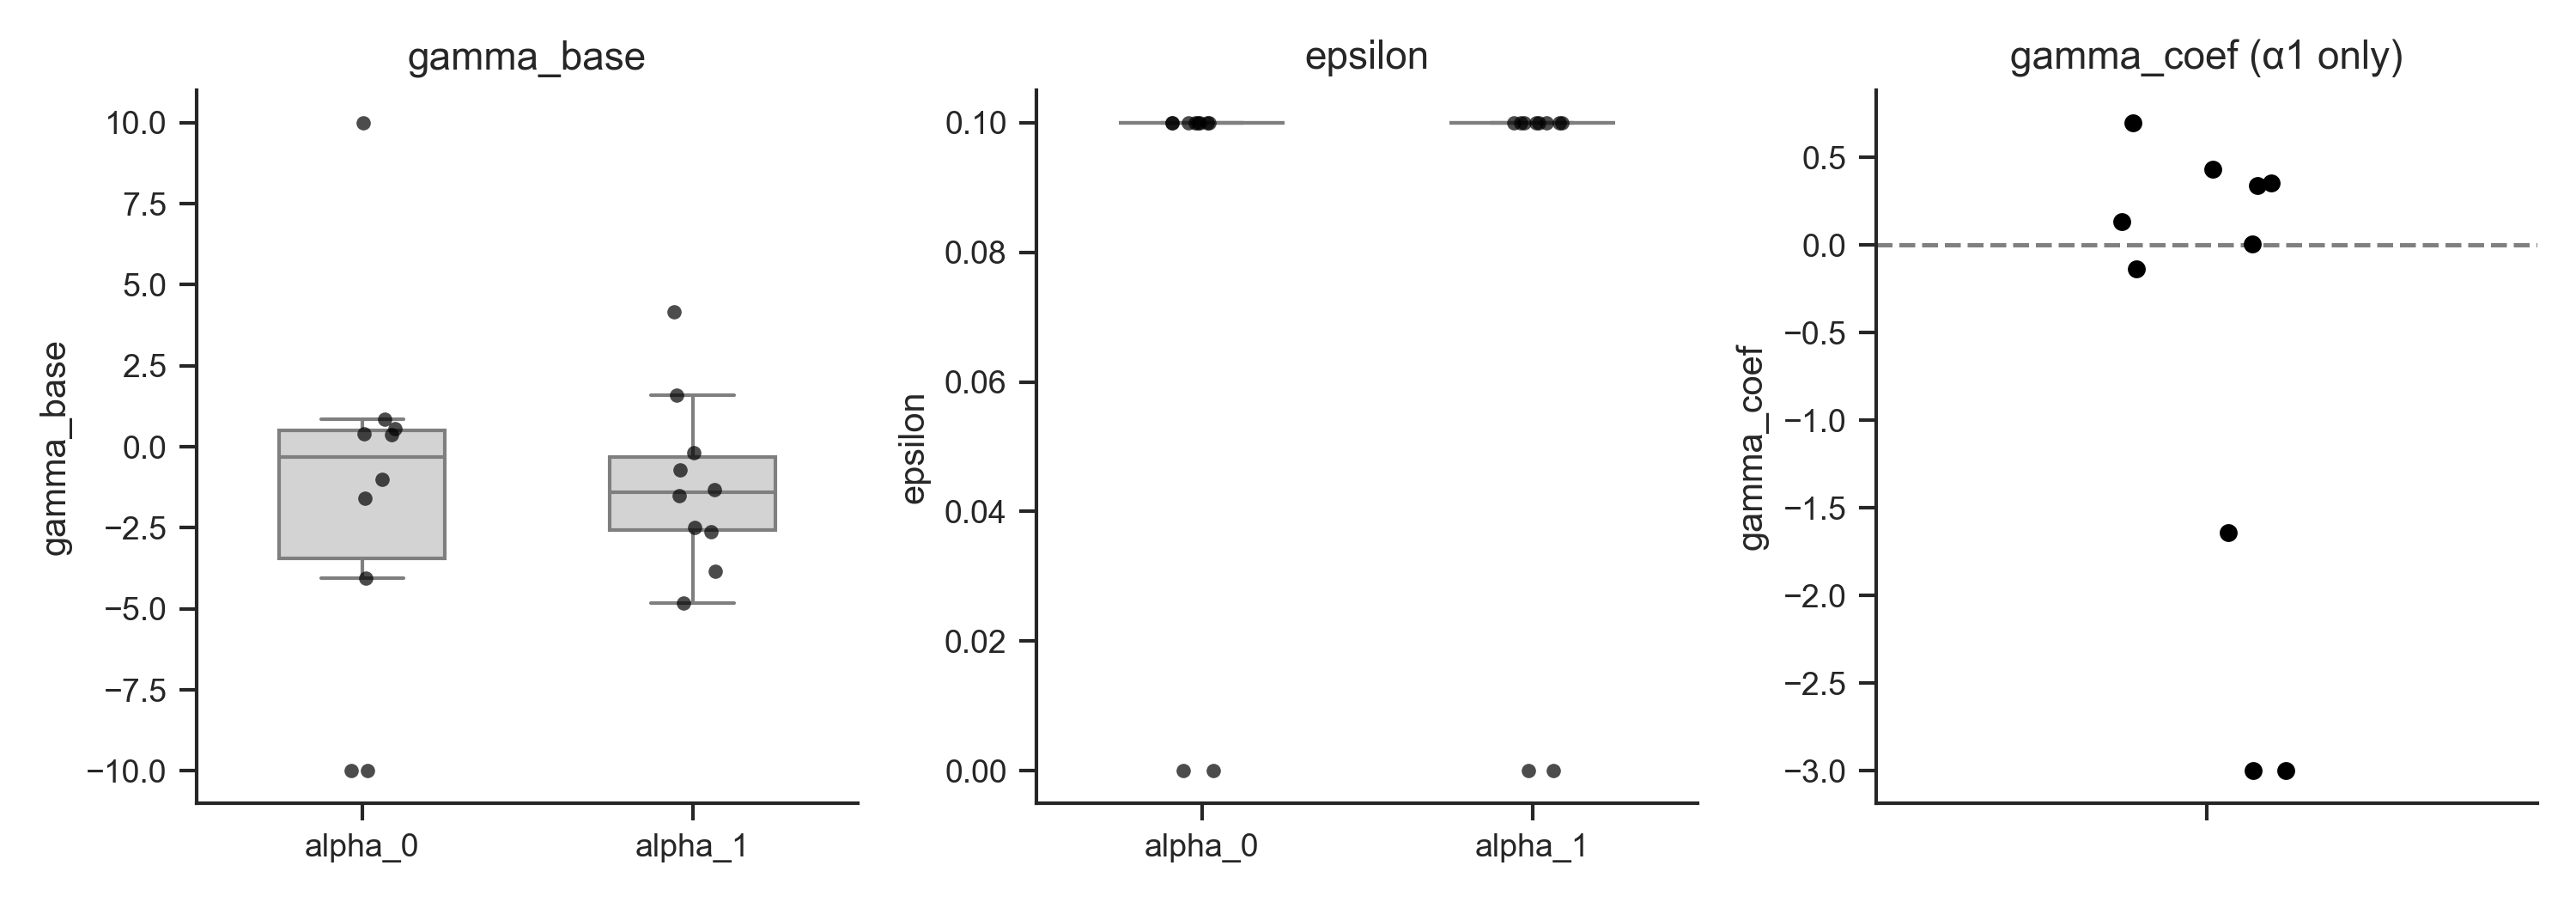 gamma_base
gamma_base
10.0
7.5
5.0
2.5
0.0
−2.5
−5.0
−7.5
−10.0
alpha_0
alpha_1
epsilon
epsilon
0.10
0.08
0.06
0.04
0.02
0.00
alpha_0
alpha_1
gamma_coef (α1 only)
gamma_coef
0.5
0.0
−0.5
−1.0
−1.5
−2.0
−2.5
−3.0